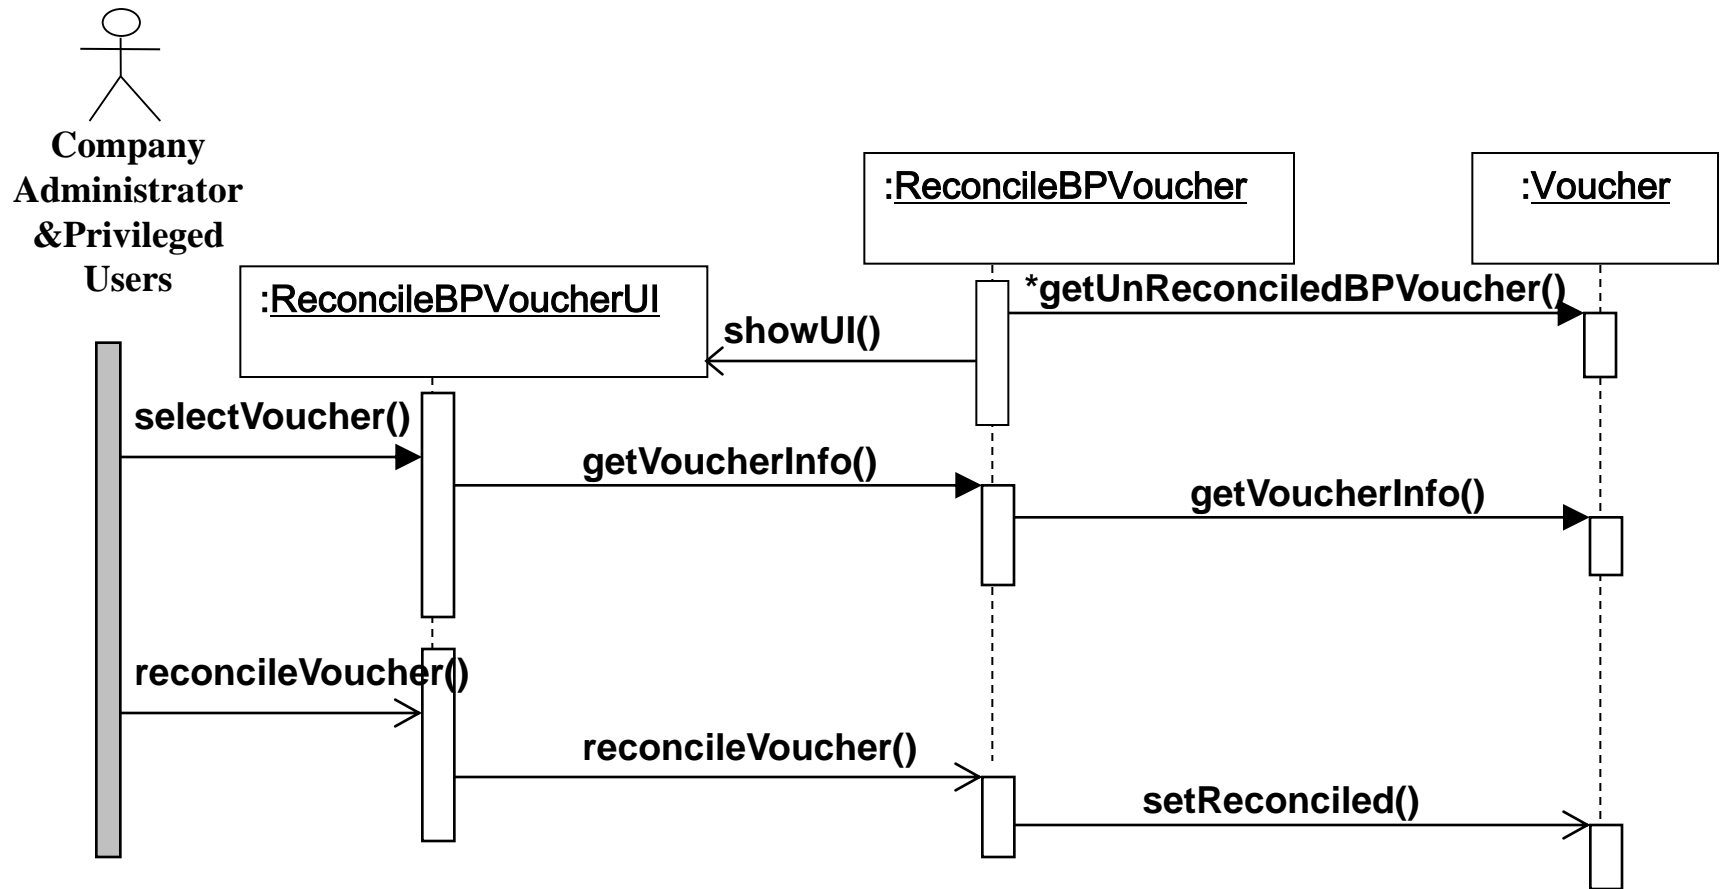 Company
Administrator
&Privileged
Users
:ReconcileBPVoucher
:Voucher
:ReconcileBPVoucherUI
*getUnReconciledBPVoucher()
showUI()
selectVoucher()
getVoucherInfo()
getVoucherInfo()
reconcileVoucher()
reconcileVoucher()
setReconciled()